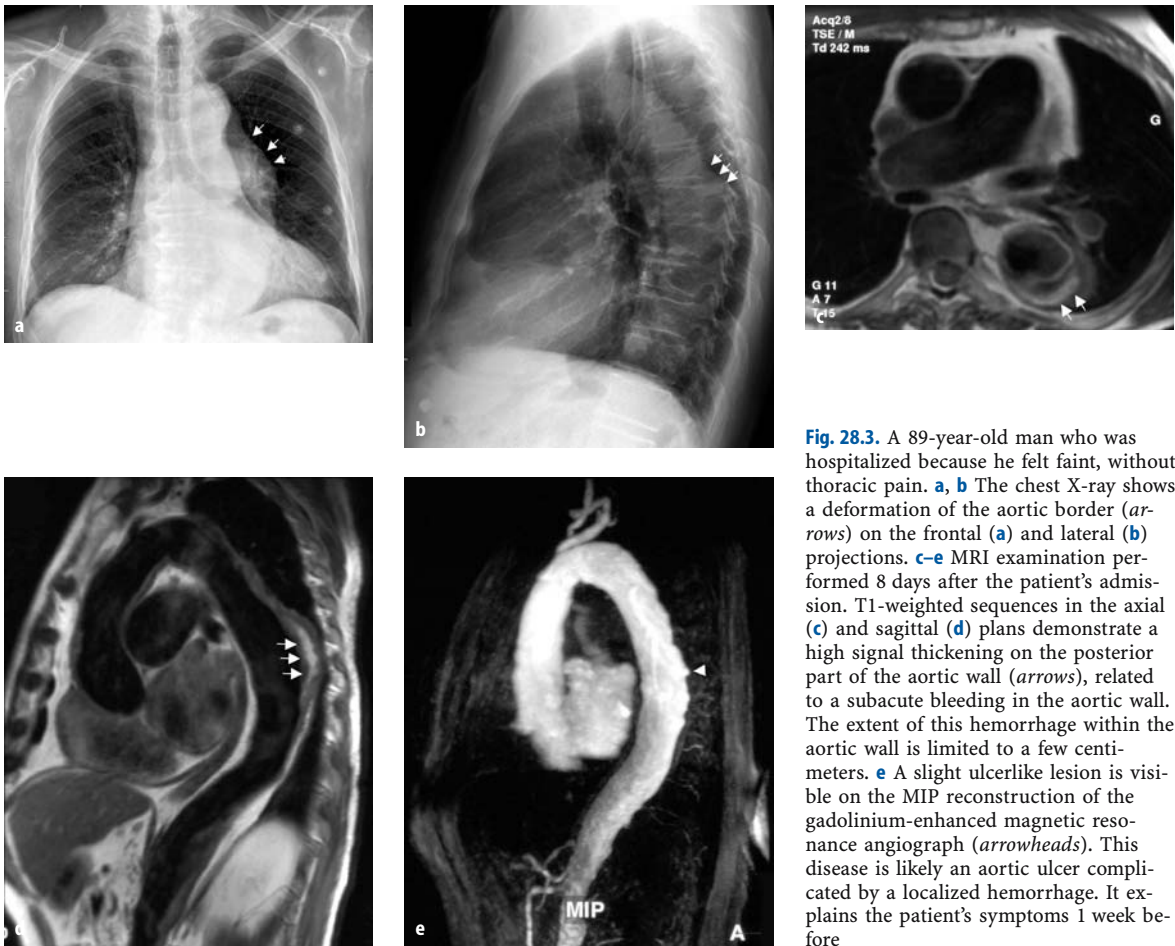 a
b
Acq2/8
TSE / M
Td 242 ms
G
G 11
A 7
c
d
MIP
e
A
Fig. 28.3. A 89-year-old man who was
hospitalized because he felt faint, without
thoracic pain. a, b The chest X-ray shows
a deformation of the aortic border (ar-
rows) on the frontal (a) and lateral (b)
projections. c–e MRI examination per-
formed 8 days after the patient's admis-
sion. T1-weighted sequences in the axial
(c) and sagittal (d) plans demonstrate a
high signal thickening on the posterior
part of the aortic wall (arrows), related
to a subacute bleeding in the aortic wall.
The extent of this hemorrhage within the
aortic wall is limited to a few centi-
meters. e A slight ulcerlike lesion is visi-
ble on the MIP reconstruction of the
gadolinium-enhanced magnetic reso-
nance angiograph (arrowheads). This
disease is likely an aortic ulcer compli-
cated by a localized hemorrhage. It ex-
plains the patient's symptoms 1 week be-
fore